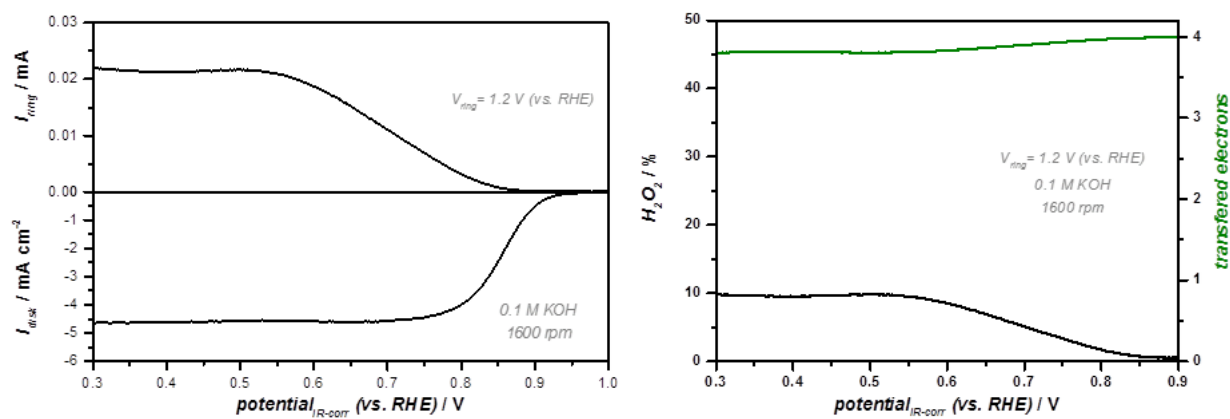 0.03
0.02
0.01
0.00
-1
-2
-3
-4
-5
-6
I_ring / mA
I_disk / mA cm⁻²
V_ring= 1.2 V (vs. RHE)
0.1 M KOH
1600 rpm
0.3 0.4 0.5 0.6 0.7 0.8 0.9 1.0
potential_IR-corr (vs. RHE) / V
50
40
30
20
10
0
H₂O₂ / %
V_ring= 1.2 V (vs. RHE)
0.1 M KOH
1600 rpm
4
3
2
1
0
transferred electrons
0.3 0.4 0.5 0.6 0.7 0.8 0.9
potential_IR-corr (vs. RHE) / V